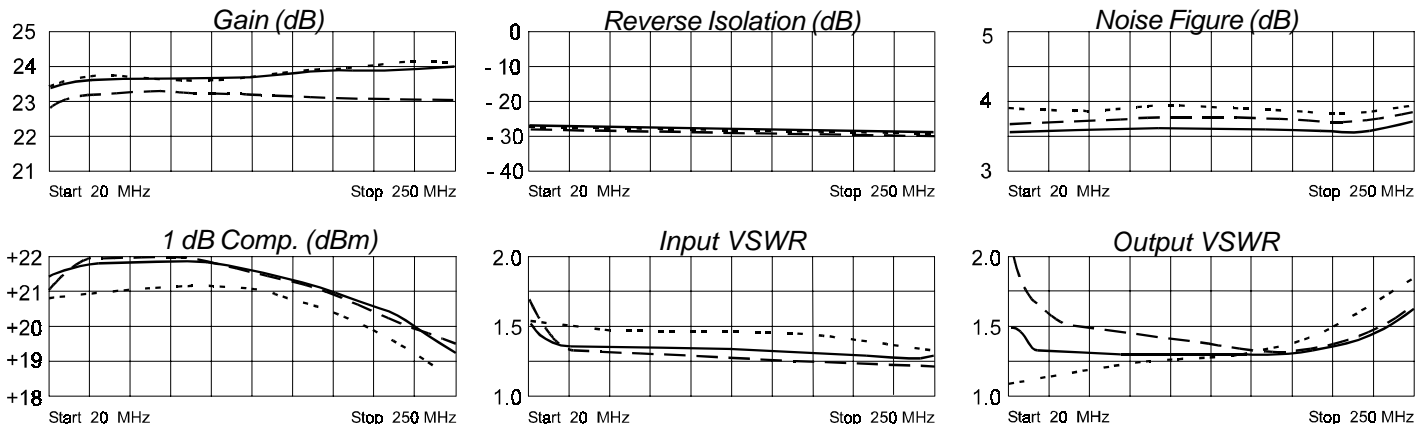 Gain (dB)
25
24
23
22
21
Start 20 MHz Stop 250 MHz
Reverse Isolation (dB)
0
- 10
- 20
- 30
- 40
Start 20 MHz Stop 250 MHz
Noise Figure (dB)
5
4
3
Start 20 MHz Stop 250 MHz
1 dB Comp. (dBm)
+22
+21
+20
+19
+18
Start 20 MHz Stop 250 MHz
Input VSWR
2.0
1.5
1.0
Start 20 MHz Stop 250 MHz
Output VSWR
2.0
1.5
1.0
Start 20 MHz Stop 250 MHz